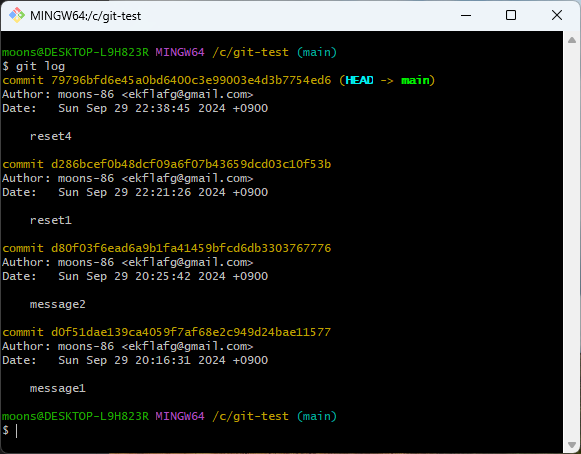 MINGW64:/c/git-test
moons@DESKTOP-L9H823R MINGW64 /c/git-test (main)
$ git log
commit 79796bfd6e45a0bd6400c3e99003e4d3b7754ed6 (HEAD -> main)
Author: moons-86 <ekflafg@gmail.com>
Date:   Sun Sep 29 22:38:45 2024 +0900
    reset4
commit d286bcef0b48dcf09a6f07b43659dcd03c10f53b
Author: moons-86 <ekflafg@gmail.com>
Date:   Sun Sep 29 22:21:26 2024 +0900
    reset1
commit d80f03f6ead6a9b1fa41459bfcd6db3303767776
Author: moons-86 <ekflafg@gmail.com>
Date:   Sun Sep 29 20:25:42 2024 +0900
    message2
commit d0f51dae139ca4059f7af68e2c949d24bae11577
Author: moons-86 <ekflafg@gmail.com>
Date:   Sun Sep 29 20:16:31 2024 +0900
    message1
moons@DESKTOP-L9H823R MINGW64 /c/git-test (main)
$